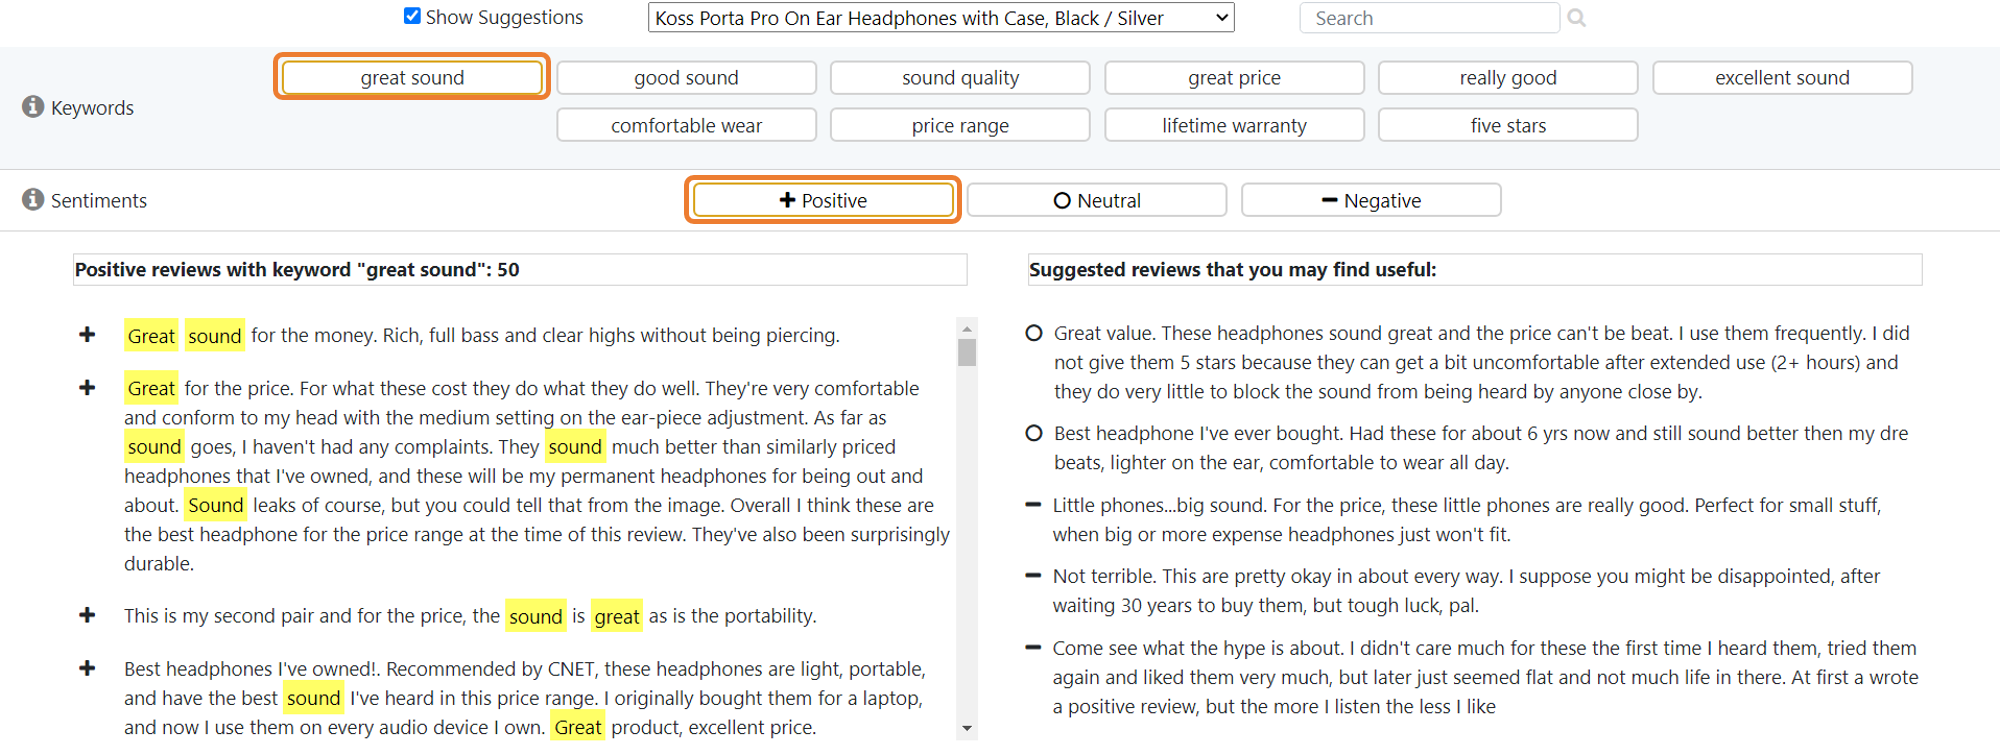 Show Suggestions
Koss Porta Pro On Ear Headphones with Case, Black / Silver
Search
Keywords
great sound
good sound
sound quality
great price
really good
excellent sound
comfortable wear
price range
lifetime warranty
five stars
Sentiments
Positive
Neutral
Negative
Positive reviews with keyword "great sound": 50
Great sound for the money. Rich, full bass and clear highs without being piercing.
Great for the price. For what these cost they do what they do well. They're very comfortable
and conform to my head with the medium setting on the ear-piece adjustment. As far as
sound goes, I haven't had any complaints. They sound much better than similarly priced
headphones that I've owned, and these will be my permanent headphones for being out and
about. Sound leaks of course, but you could tell that from the image. Overall I think these are
the best headphone for the price range at the time of this review. They've also been surprisingly
durable.
This is my second pair and for the price, the sound is great as is the portability.
Best headphones I've owned!. Recommended by CNET, these headphones are light, portable,
and have the best sound I've heard in this price range. I originally bought them for a laptop,
and now I use them on every audio device I own. Great product, excellent price.
Suggested reviews that you may find useful:
Great value. These headphones sound great and the price can't be beat. I use them frequently. I did
not give them 5 stars because they can get a bit uncomfortable after extended use (2+ hours) and
they do very little to block the sound from being heard by anyone close by.
Best headphone I've ever bought. Had these for about 6 yrs now and still sound better then my dre
beats, lighter on the ear, comfortable to wear all day.
Little phones...big sound. For the price, these little phones are really good. Perfect for small stuff,
when big or more expense headphones just won't fit.
Not terrible. This are pretty okay in about every way. I suppose you might be disappointed, after
waiting 30 years to buy them, but tough luck, pal.
Come see what the hype is about. I didn't care much for these the first time I heard them, tried them
again and liked them very much, but later just seemed flat and not much life in there. At first a wrote
a positive review, but the more I listen the less I like